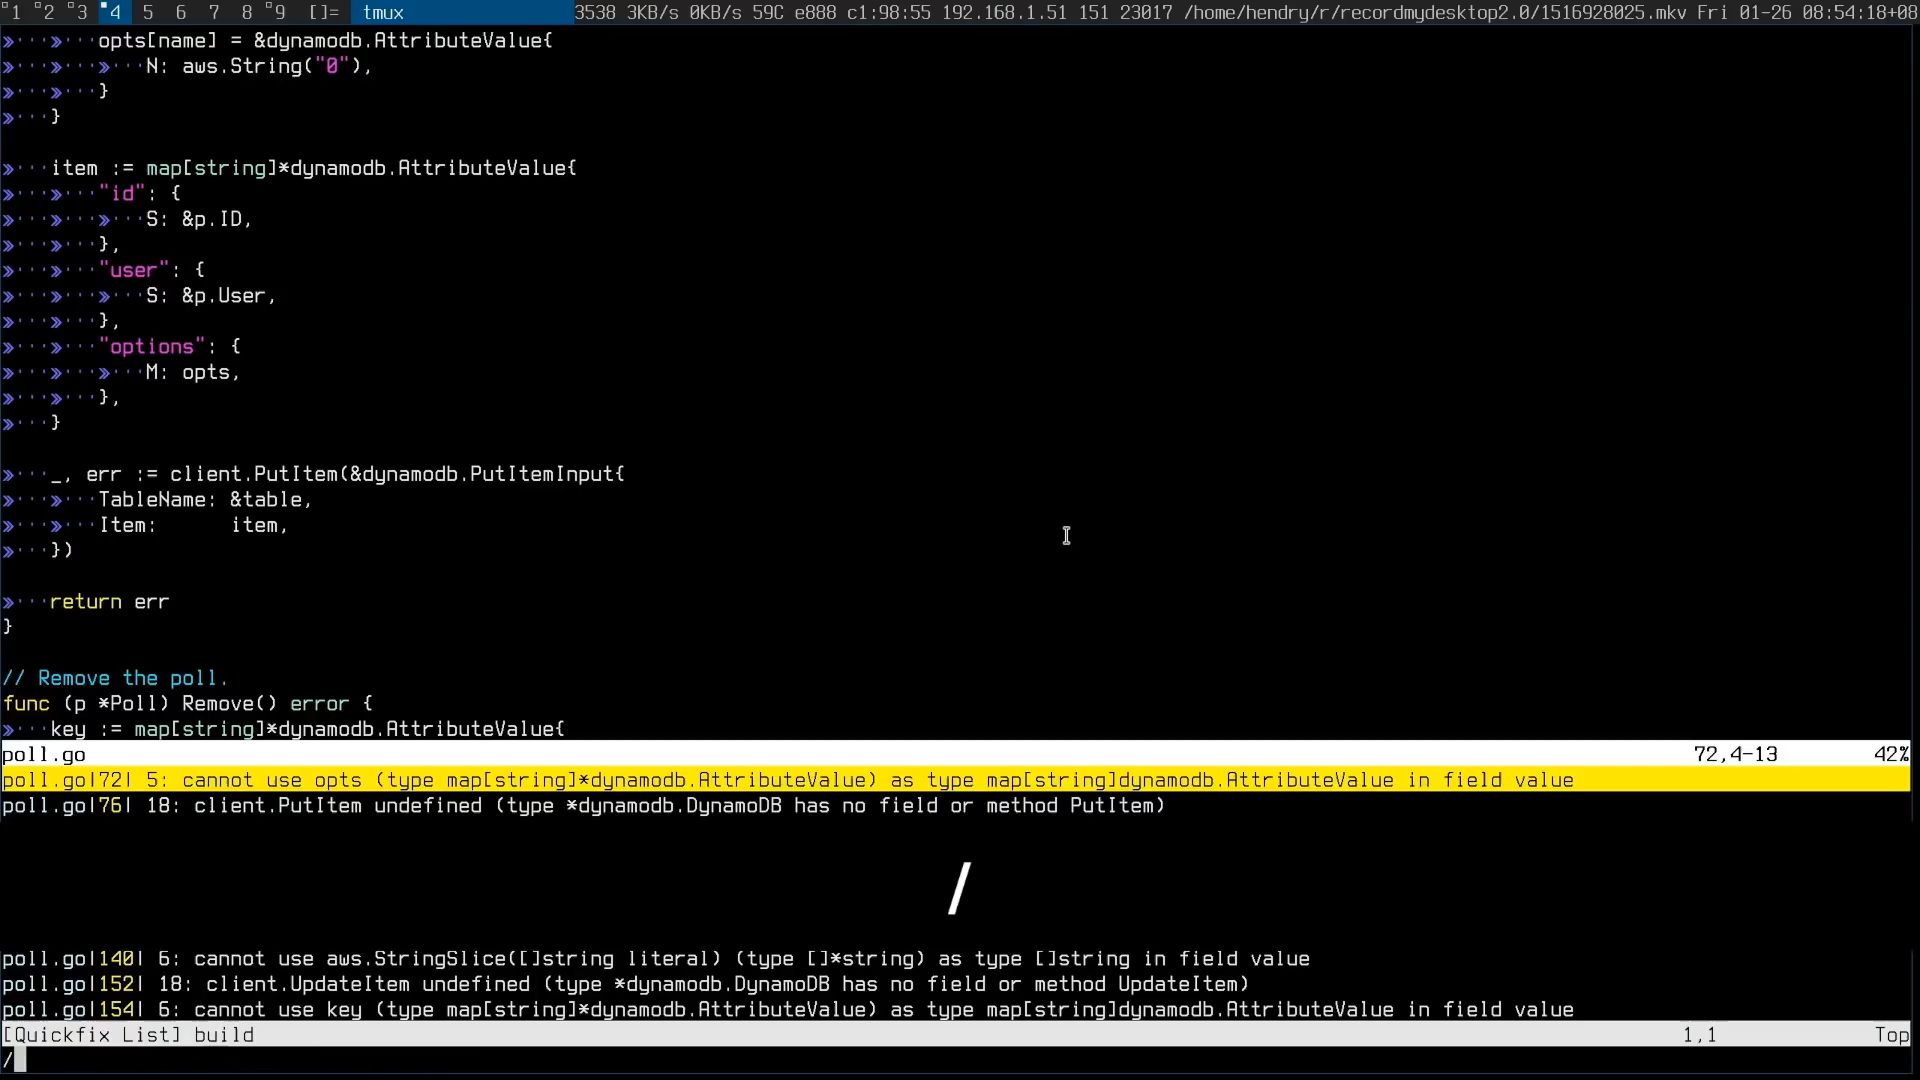 1 2 3 4 5 6 7 8 9 []= tmux 3538 3KB/s 0KB/s 59C e888 c1:98:55 192.168.1.51 151 23017 /home/hendry/r/recordmydesktop2.0/1516928025.mkv Fri 01-26 08:54:18+08
»···»···opts[name] = &dynamodb.AttributeValue{
»···»···»···N: aws.String("0"),
»···»···}
»···}
»···item := map[string]*dynamodb.AttributeValue{
»···»···"id": {
»···»···»···S: &p.ID,
»···»···},
»···»···"user": {
»···»···»···S: &p.User,
»···»···},
»···»···"options": {
»···»···»···M: opts,
»···»···},
»···}
»···_, err := client.PutItem(&dynamodb.PutItemInput{
»···»···TableName: &table,
»···»···Item:      item,
»···})
»···return err
}
// Remove the poll.
func (p *Poll) Remove() error {
»···key := map[string]*dynamodb.AttributeValue{
poll.go 72,4-13 42%
poll.go|72| 5: cannot use opts (type map[string]*dynamodb.AttributeValue) as type map[string]dynamodb.AttributeValue in field value
poll.go|76| 18: client.PutItem undefined (type *dynamodb.DynamoDB has no field or method PutItem)
/
poll.go|140| 6: cannot use aws.StringSlice([]string literal) (type []*string) as type []string in field value
poll.go|152| 18: client.UpdateItem undefined (type *dynamodb.DynamoDB has no field or method UpdateItem)
poll.go|154| 6: cannot use key (type map[string]*dynamodb.AttributeValue) as type map[string]dynamodb.AttributeValue in field value
[Quickfix List] build 1,1 Top
/